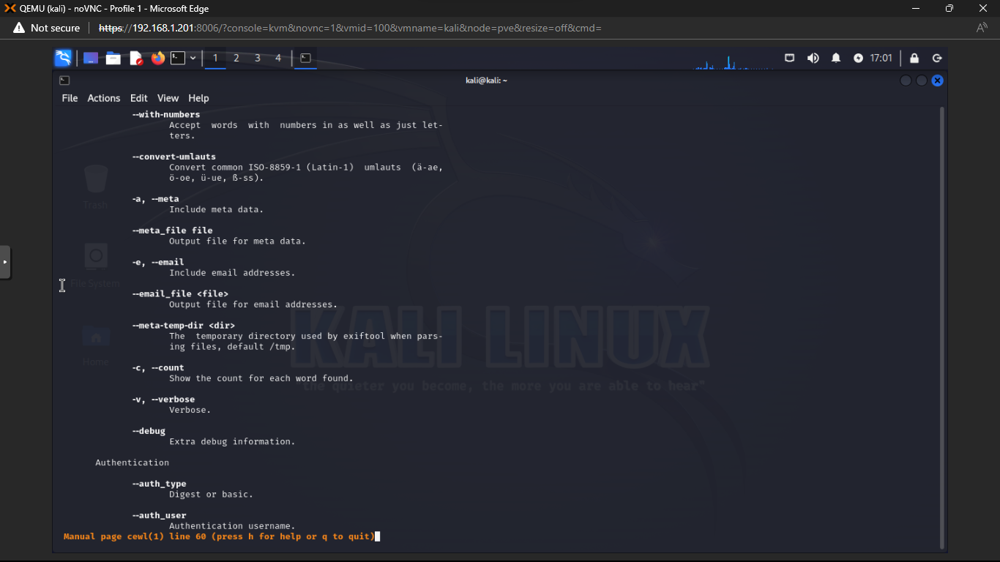 QEMU (kali) - noVNC - Profile 1 - Microsoft Edge
Not secure
https://192.168.1.201:8006/?console=kvm&novnc=1&vmid=100&vmname=kali&node=pve&resize=off&cmd=
1 2 3 4
17:01
kali@kali: ~
File Actions Edit View Help
--with-numbers
Accept words with numbers in as well as just let-
ters.
--convert-umlauts
Convert common ISO-8859-1 (Latin-1) umlauts (ä-ae,
ö-oe, ü-ue, ß-ss).
-a, --meta
Include meta data.
--meta_file file
Output file for meta data.
-e, --email
Include email addresses.
--email_file <file>
Output file for email addresses.
--meta-temp-dir <dir>
The temporary directory used by exiftool when pars-
ing files, default /tmp.
-c, --count
Show the count for each word found.
-v, --verbose
Verbose.
--debug
Extra debug information.
Authentication
--auth_type
Digest or basic.
--auth_user
Authentication username.
Manual page cewl(1) line 60 (press h for help or q to quit)
Trash
File System
Home
KALI LINUX
"the quieter you become, the more you are able to hear"